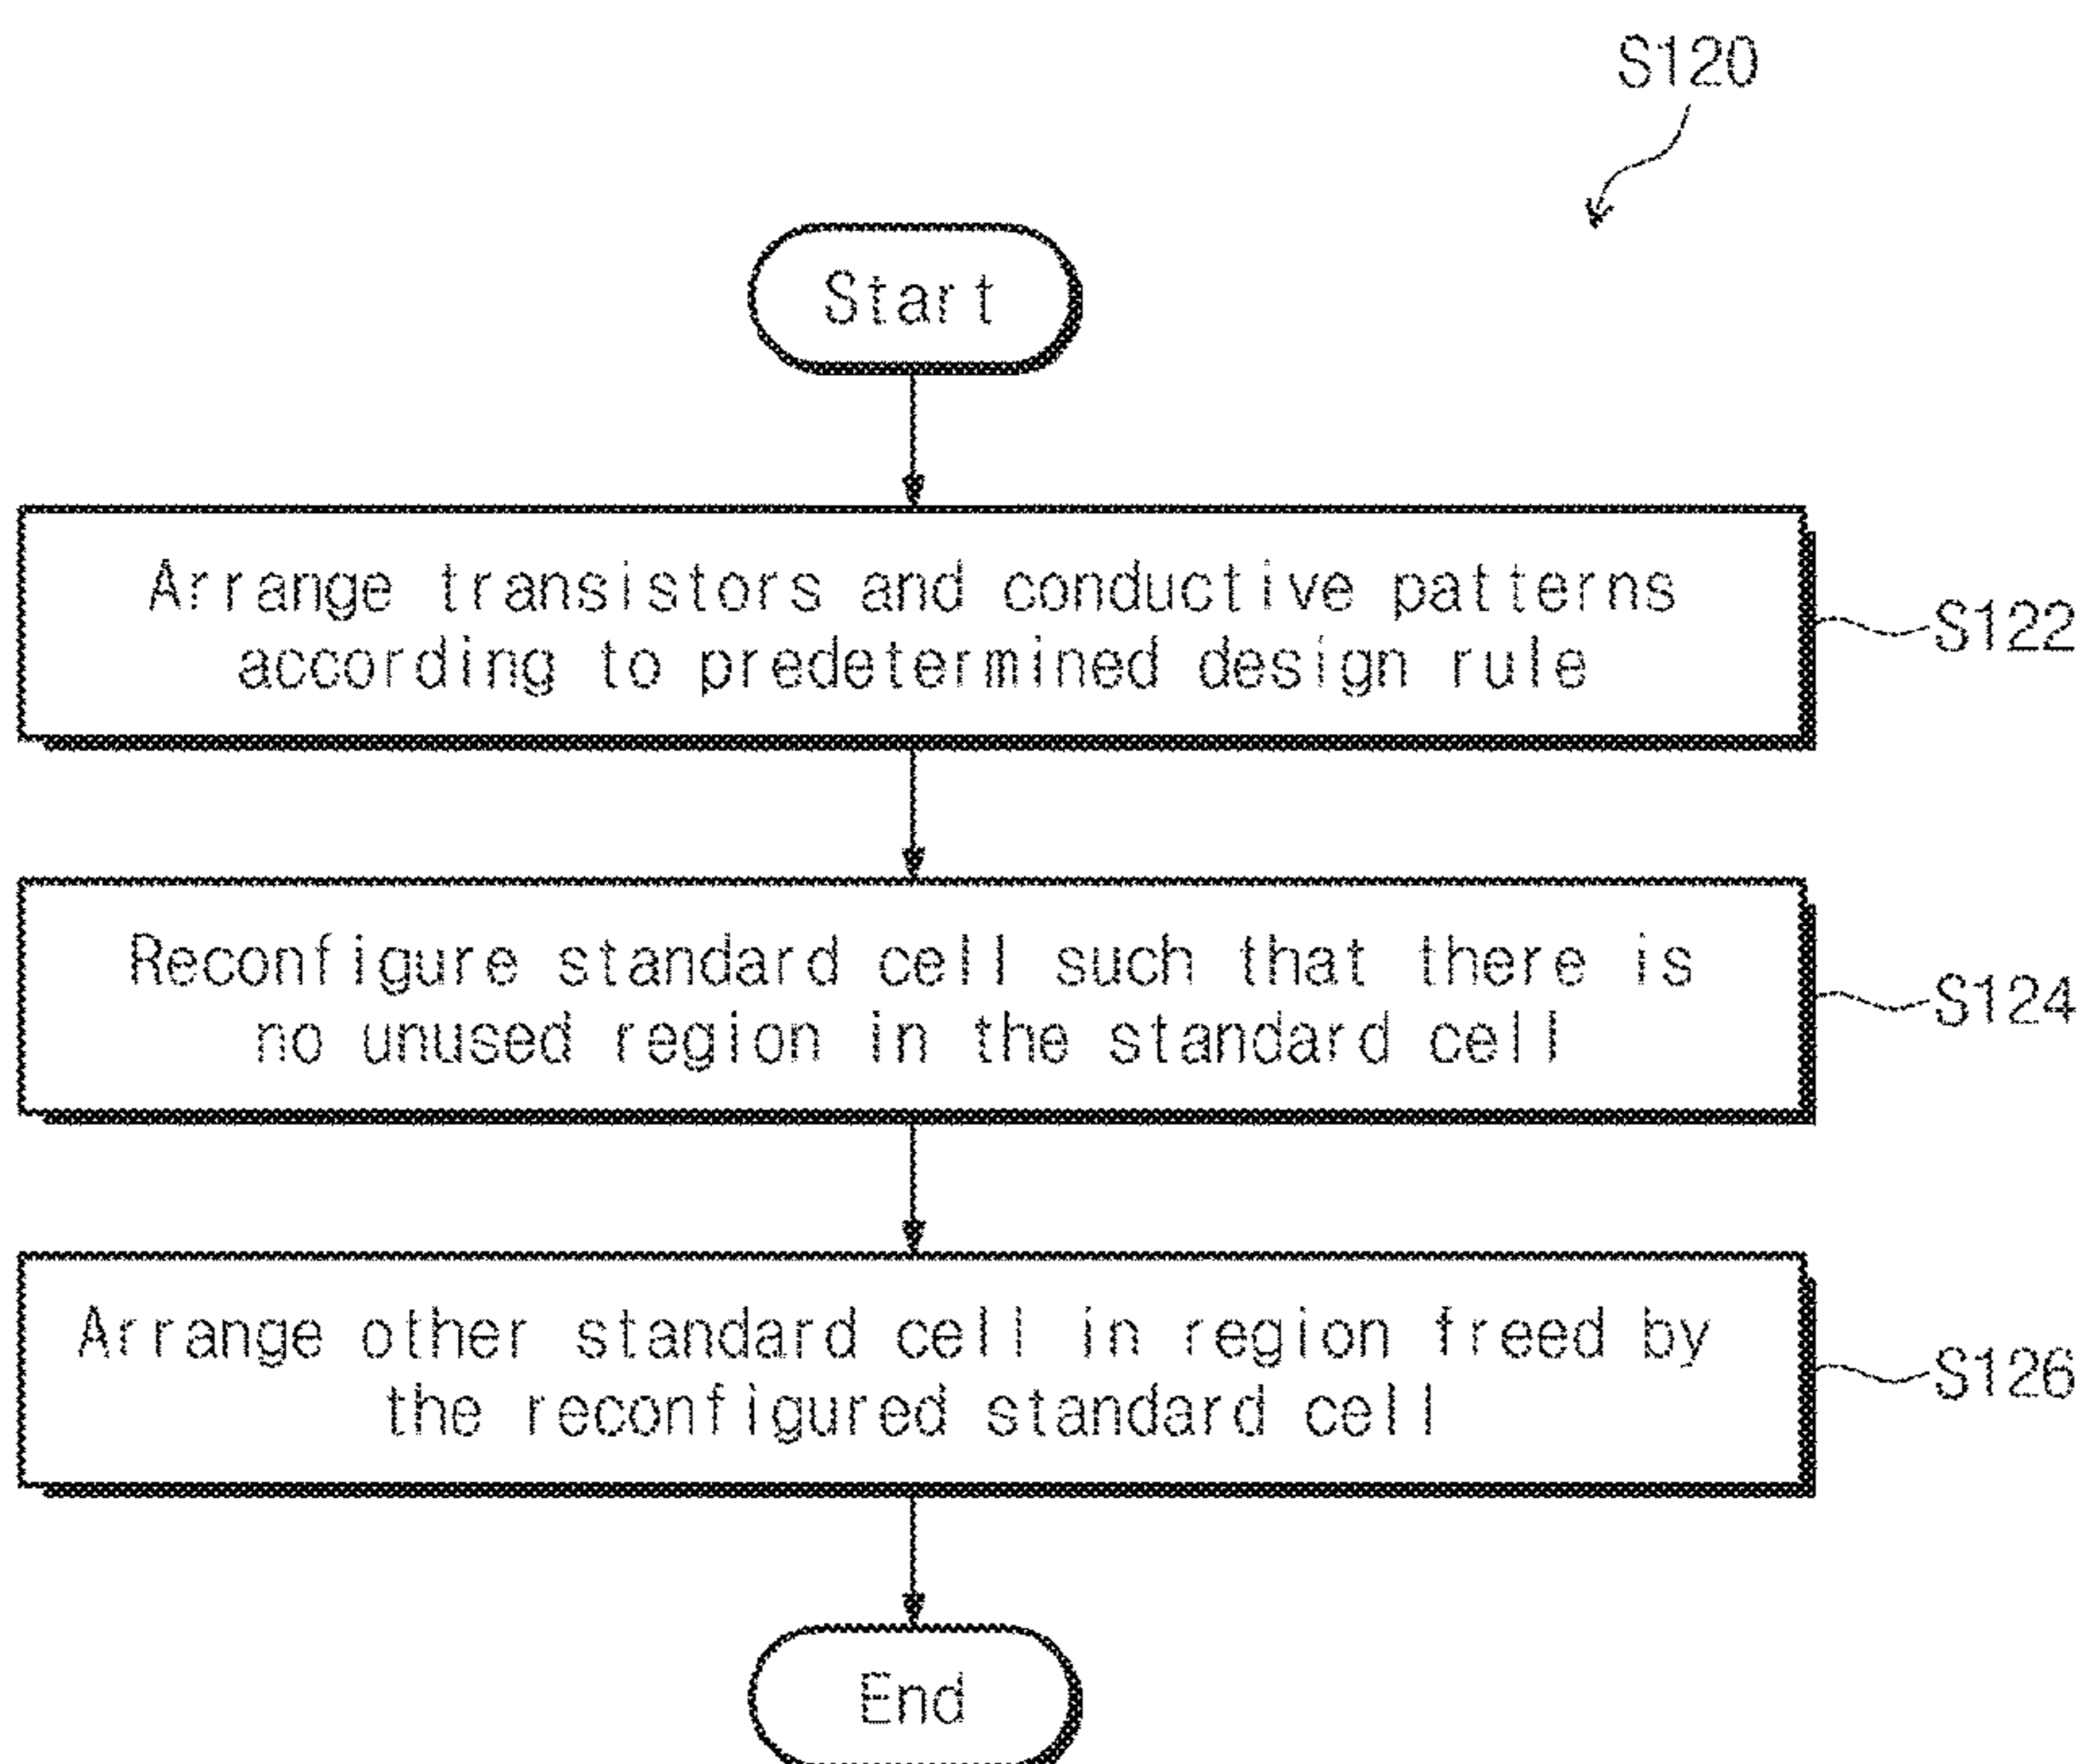 S120
Start
Arrange transistors and conductive patterns
according to predetermined design rule
S122
Reconfigure standard cell such that there is
no unused region in the standard cell
S124
Arrange other standard cell in region freed by
the reconfigured standard cell
S126
End